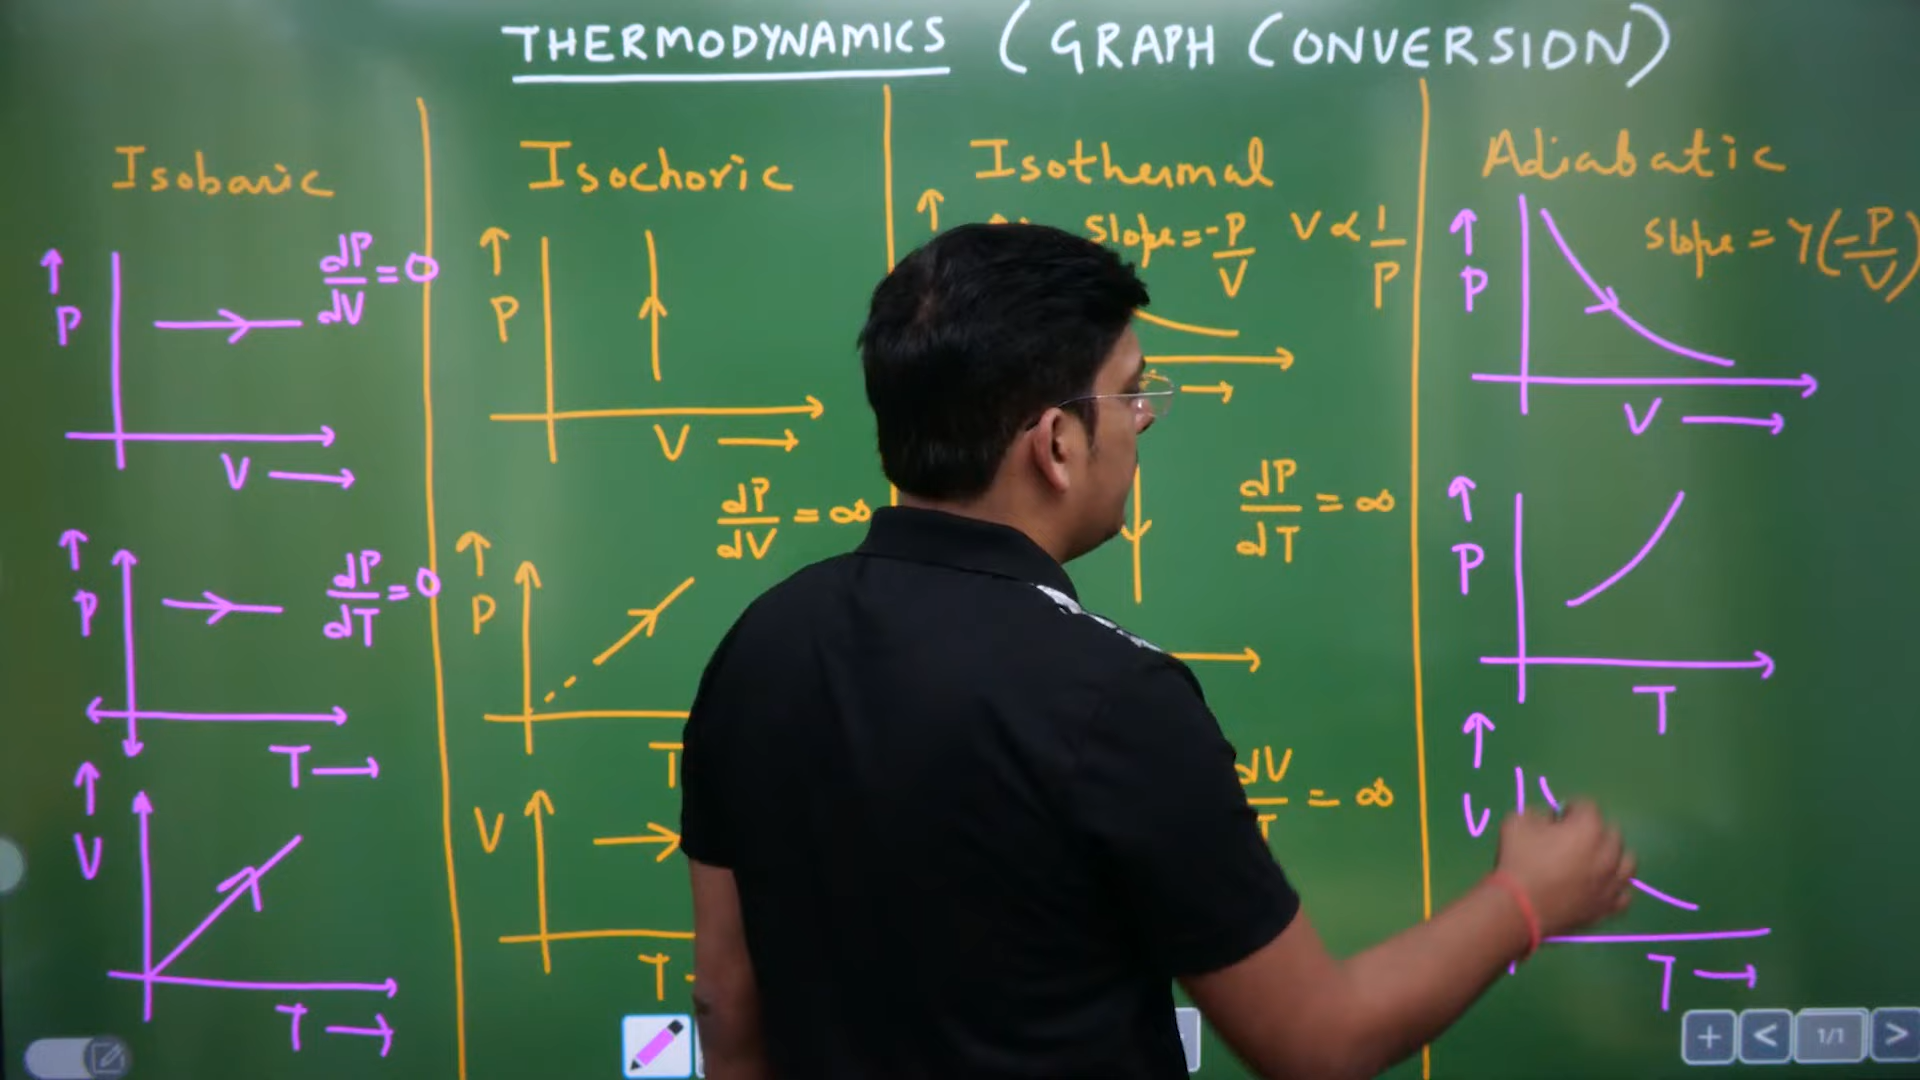 THERMODYNAMICS (GRAPH CONVERSION)
Isobaric
↑
P
dP/dV = 0
V →
↑
P
dP/dT = 0
T →
↑
V
T →
Isochoric
↑
P
V →
dP/dV = ∞
↑
P
T
V
T
Isothermal
↑
Slope = -P/V
V ∝ 1/P
→
dP/dT = ∞
dV/T = ∞
Adiabatic
Slope = γ(-P/V)
↑
P
V →
↑
P
T
↑
V
T →
+ < 1/1 >